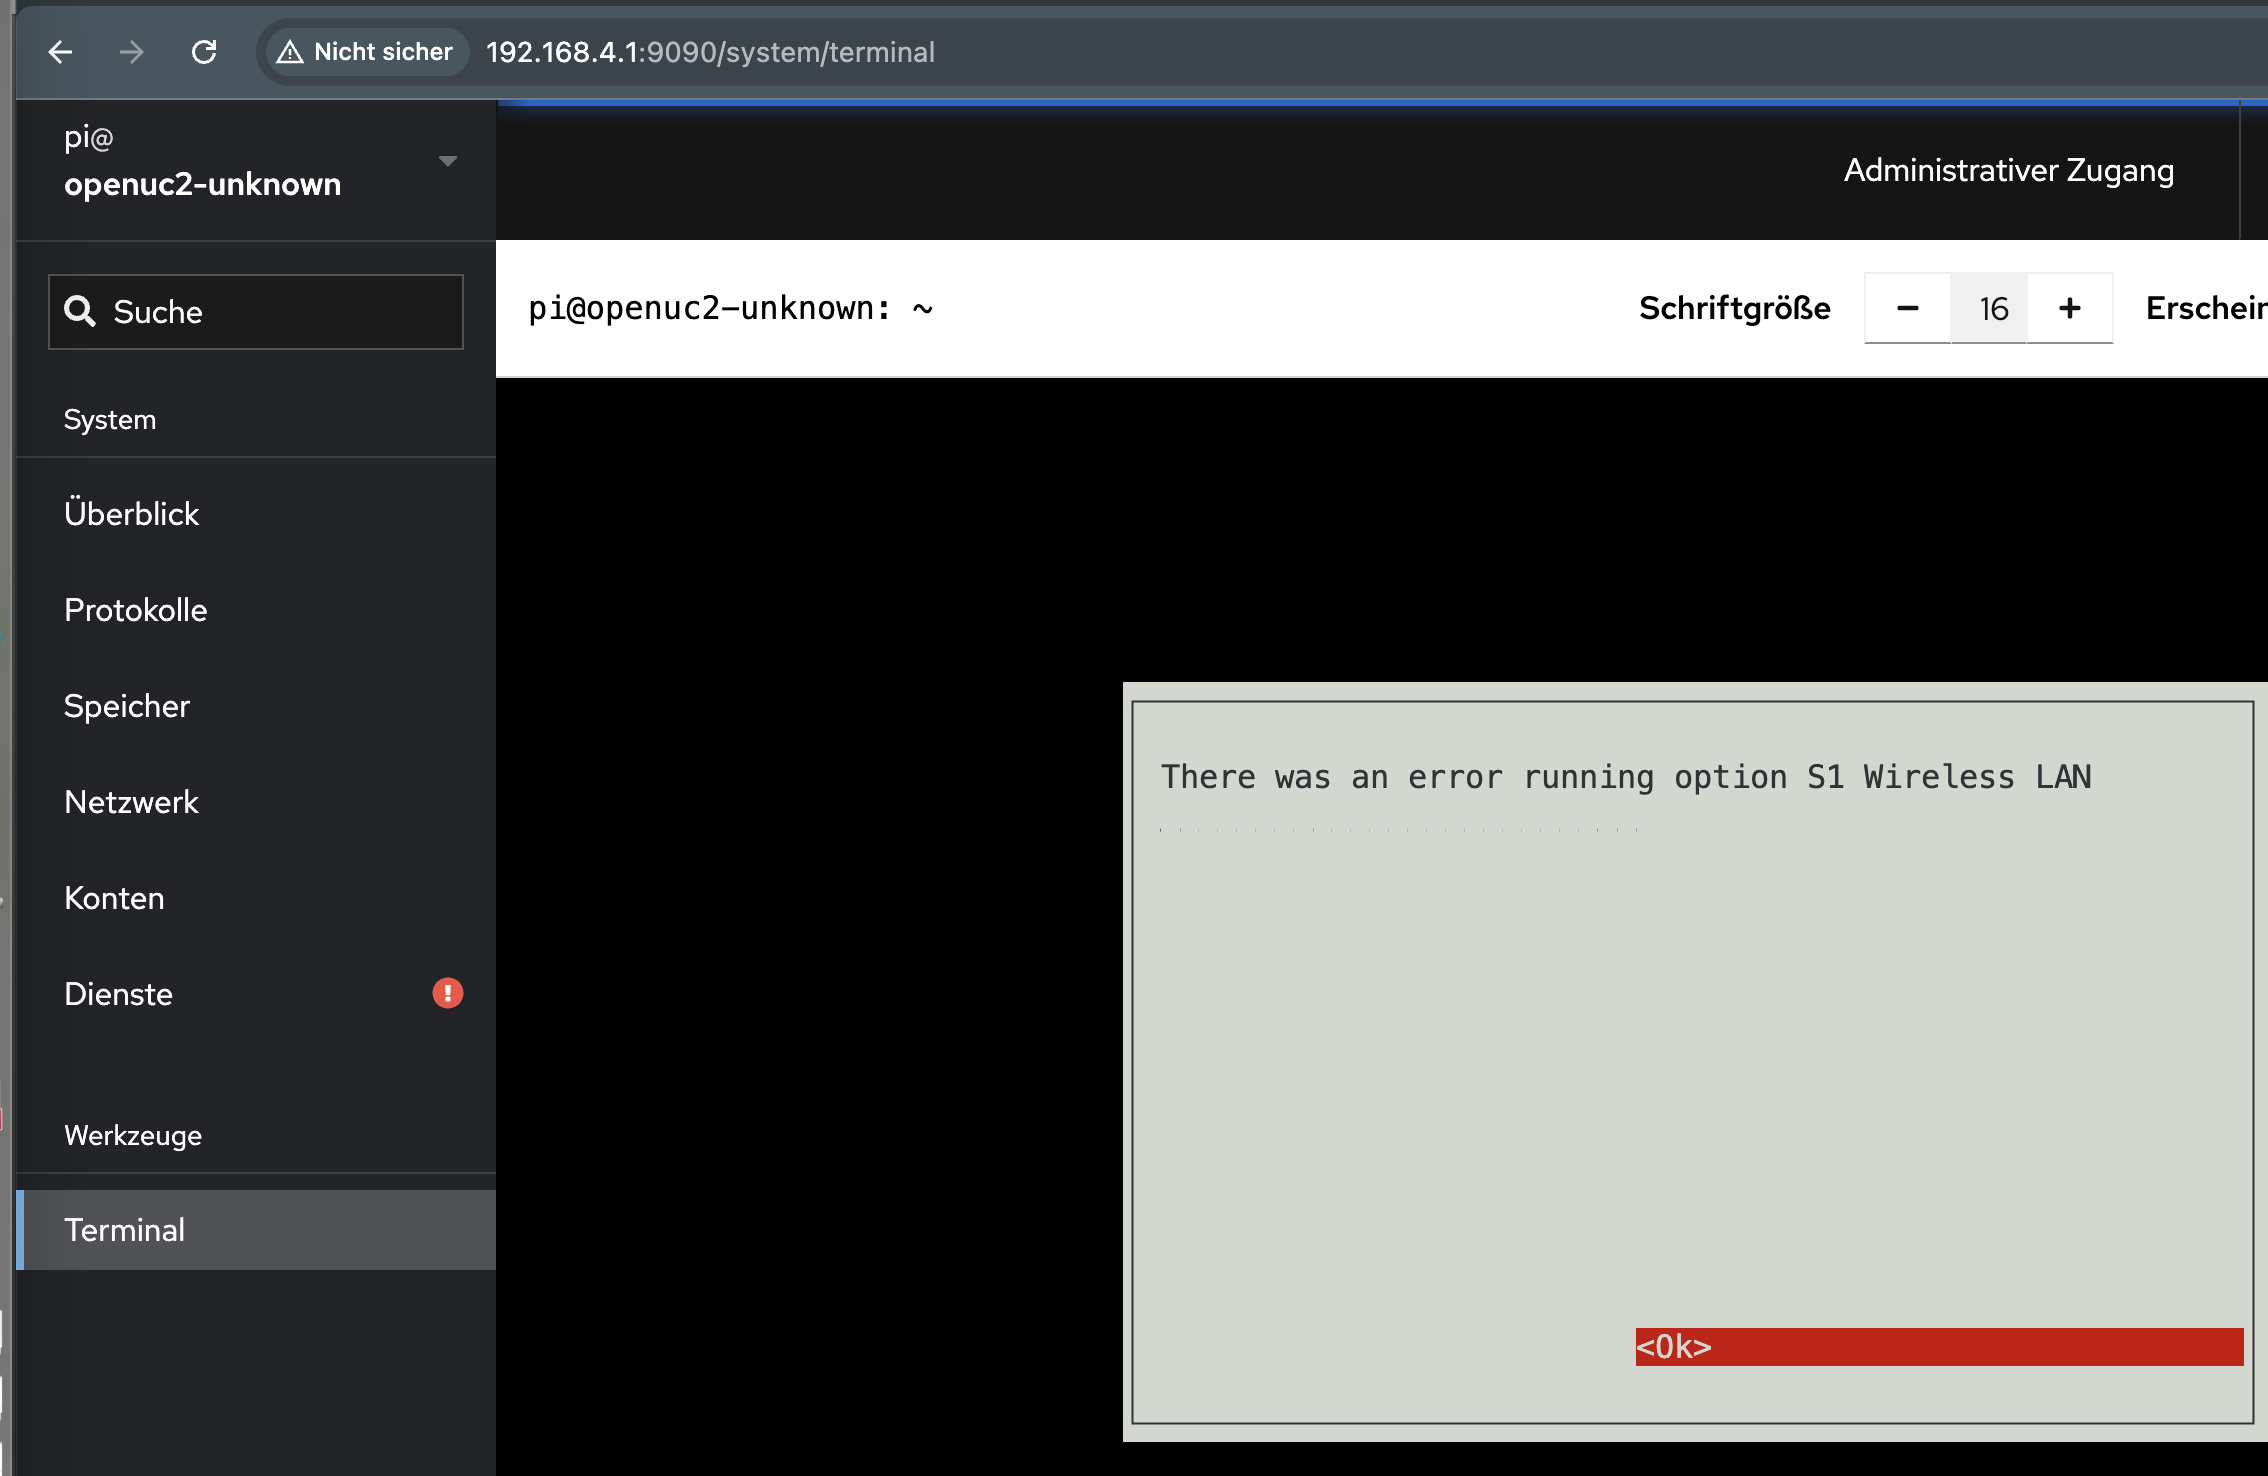 Nicht sicher 192.168.4.1:9090/system/terminal
pi@
openuc2-unknown
Administrativer Zugang
Suche
pi@openuc2-unknown: ~
Schriftgröße - 16 + Erschein
System
Überblick
Protokolle
Speicher
Netzwerk
Konten
Dienste
Werkzeuge
Terminal
There was an error running option S1 Wireless LAN
<Ok>